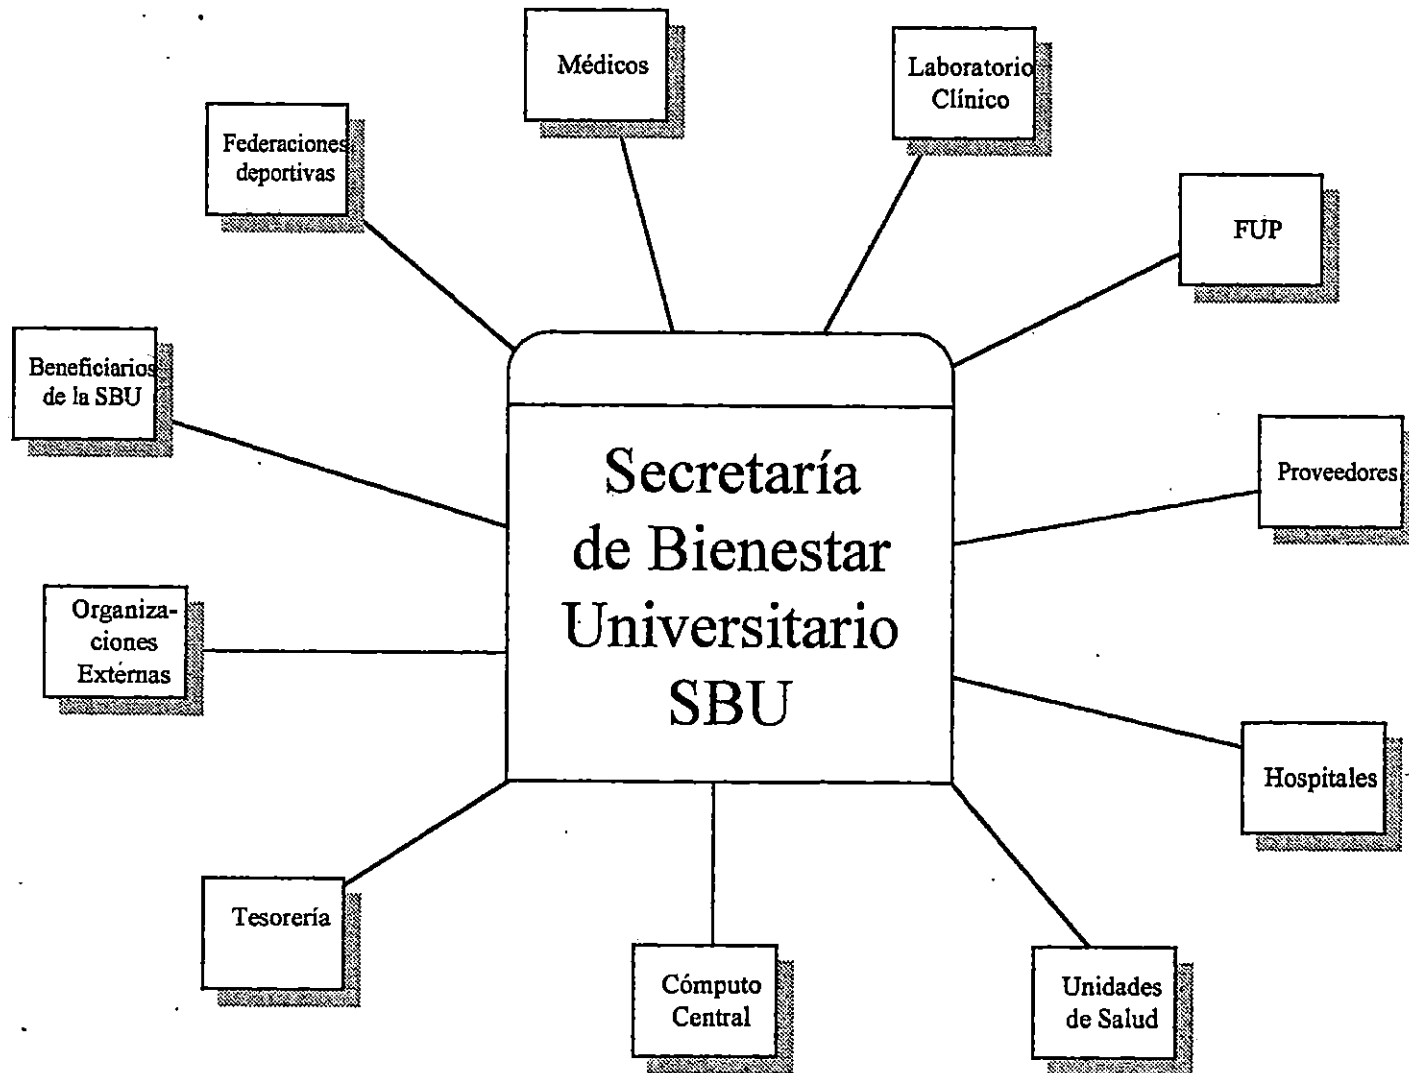 Médicos
Laboratorio
Clínico
Federaciones
deportivas
FUP
Beneficiarios
de la SBU
Secretaría
de Bienestar
Universitario
SBU
Proveedores
Organiza-
ciones
Externas
Hospitales
Tesorería
Cómputo
Central
Unidades
de Salud